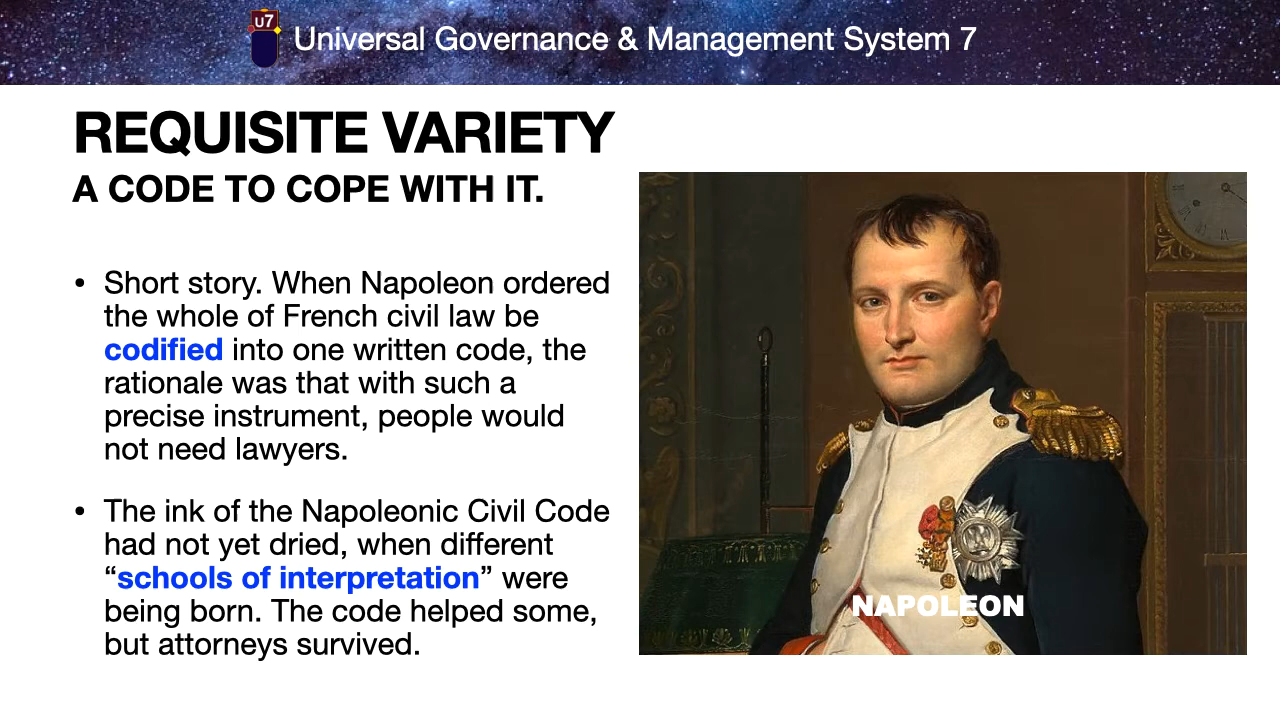 U7
Universal Governance & Management System 7
REQUISITE VARIETY
A CODE TO COPE WITH IT.
• Short story. When Napoleon ordered
the whole of French civil law be
codified into one written code, the
rationale was that with such a
precise instrument, people would
not need lawyers.
• The ink of the Napoleonic Civil Code
had not yet dried, when different
“schools of interpretation” were
being born. The code helped some,
but attorneys survived.
NAPOLEON